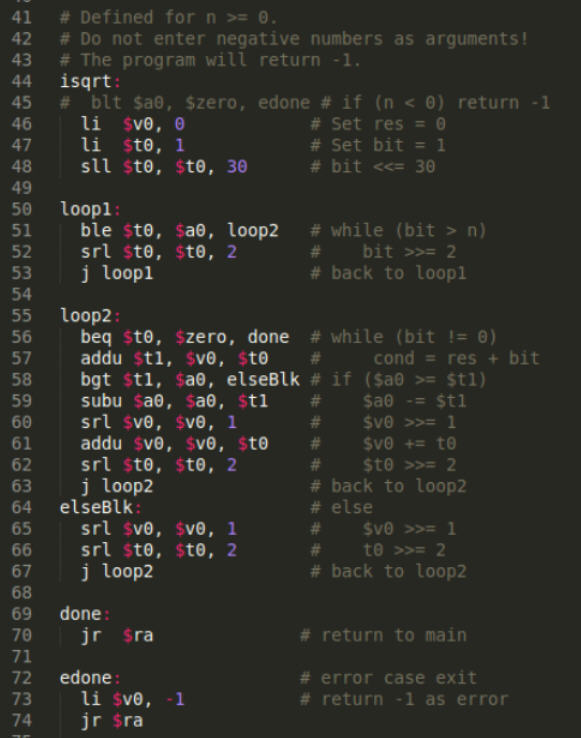 41 # Defined for n >= 0.
42 # Do not enter negative numbers as arguments!
43 # The program will return -1.
44 isqrt:
45 #  blt $a0, $zero, edone # if (n < 0) return -1
46   li  $v0, 0            # Set res = 0
47   li  $t0, 1            # Set bit = 1
48   sll $t0, $t0, 30      # bit <<= 30
49
50 loop1:
51   ble $t0, $a0, loop2   # while (bit > n)
52   srl $t0, $t0, 2       #    bit >>= 2
53   j loop1               # back to loop1
54
55 loop2:
56   beq $t0, $zero, done  # while (bit != 0)
57   addu $t1, $v0, $t0    #     cond = res + bit
58   bgt $t1, $a0, elseBlk # if ($a0 >= $t1)
59   subu $a0, $a0, $t1    #    $a0 -= $t1
60   srl $v0, $v0, 1       #    $v0 >>= 1
61   addu $v0, $v0, $t0    #    $v0 += t0
62   srl $t0, $t0, 2       #    $t0 >>= 2
63   j loop2               # back to loop2
64 elseBlk:                # else
65   srl $v0, $v0, 1       #    $v0 >>= 1
66   srl $t0, $t0, 2       #    t0 >>= 2
67   j loop2               # back to loop2
68
69 done:
70   jr  $ra              # return to main
71
72 edone:                 # error case exit
73   li $v0, -1           # return -1 as error
74   jr $ra